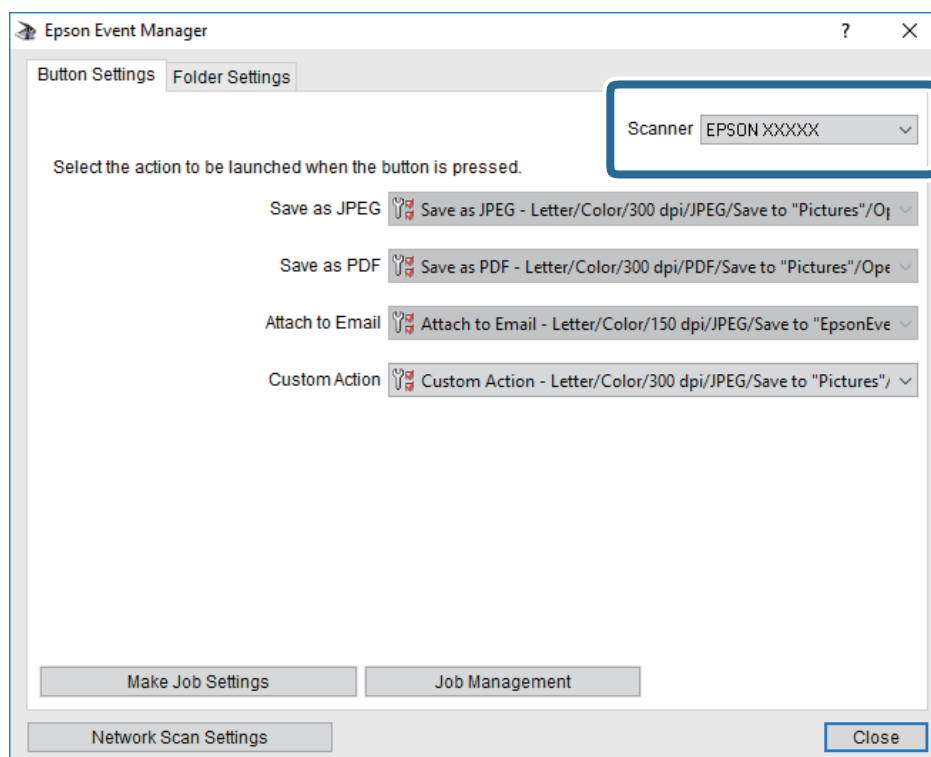 Epson Event Manager
Button Settings Folder Settings
Scanner EPSON XXXXX
Select the action to be launched when the button is pressed.
Save as JPEG Save as JPEG - Letter/Color/300 dpi/JPEG/Save to "Pictures"/Op
Save as PDF Save as PDF - Letter/Color/300 dpi/PDF/Save to "Pictures"/Ope
Attach to Email Attach to Email - Letter/Color/150 dpi/JPEG/Save to "EpsonEve
Custom Action Custom Action - Letter/Color/300 dpi/JPEG/Save to "Pictures"/
Make Job Settings Job Management
Network Scan Settings Close